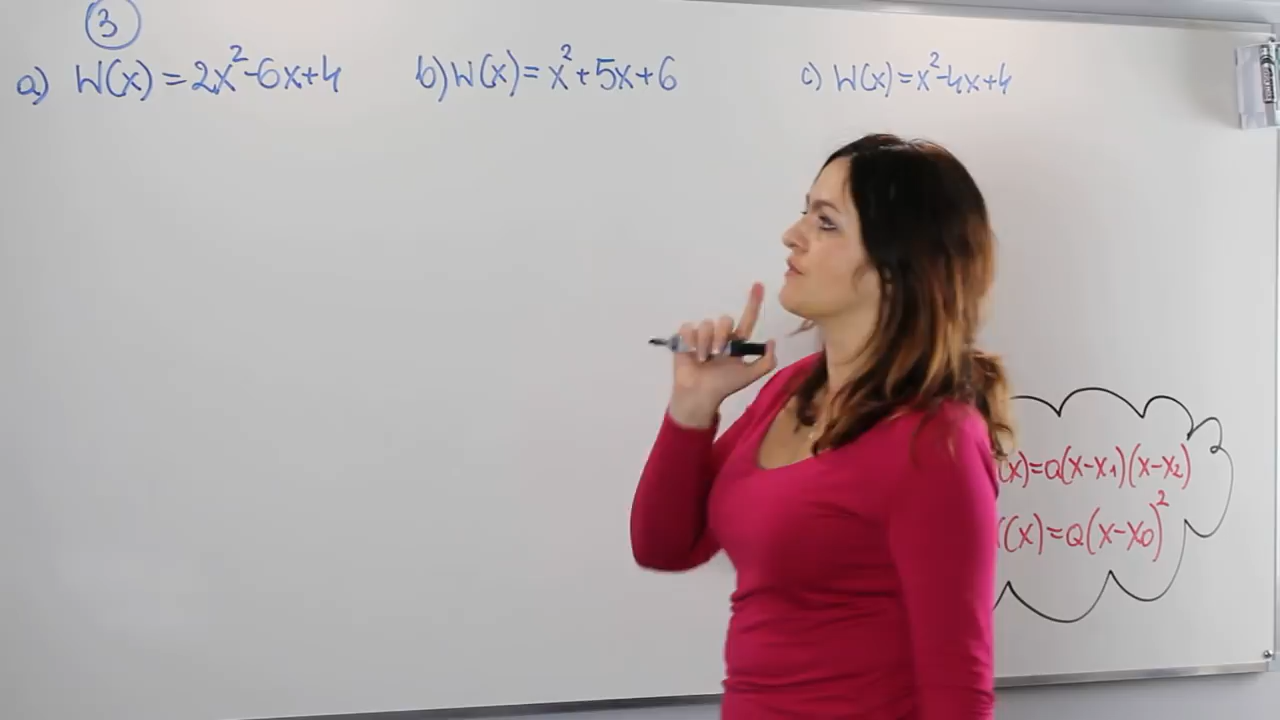 3
a) W(x)=2x²-6x+4 b) W(x)=x²+5x+6 c) W(x)=x²-4x+4
(x)=a(x-x₁)(x-x₂)
(x)=a(x-x₀)²